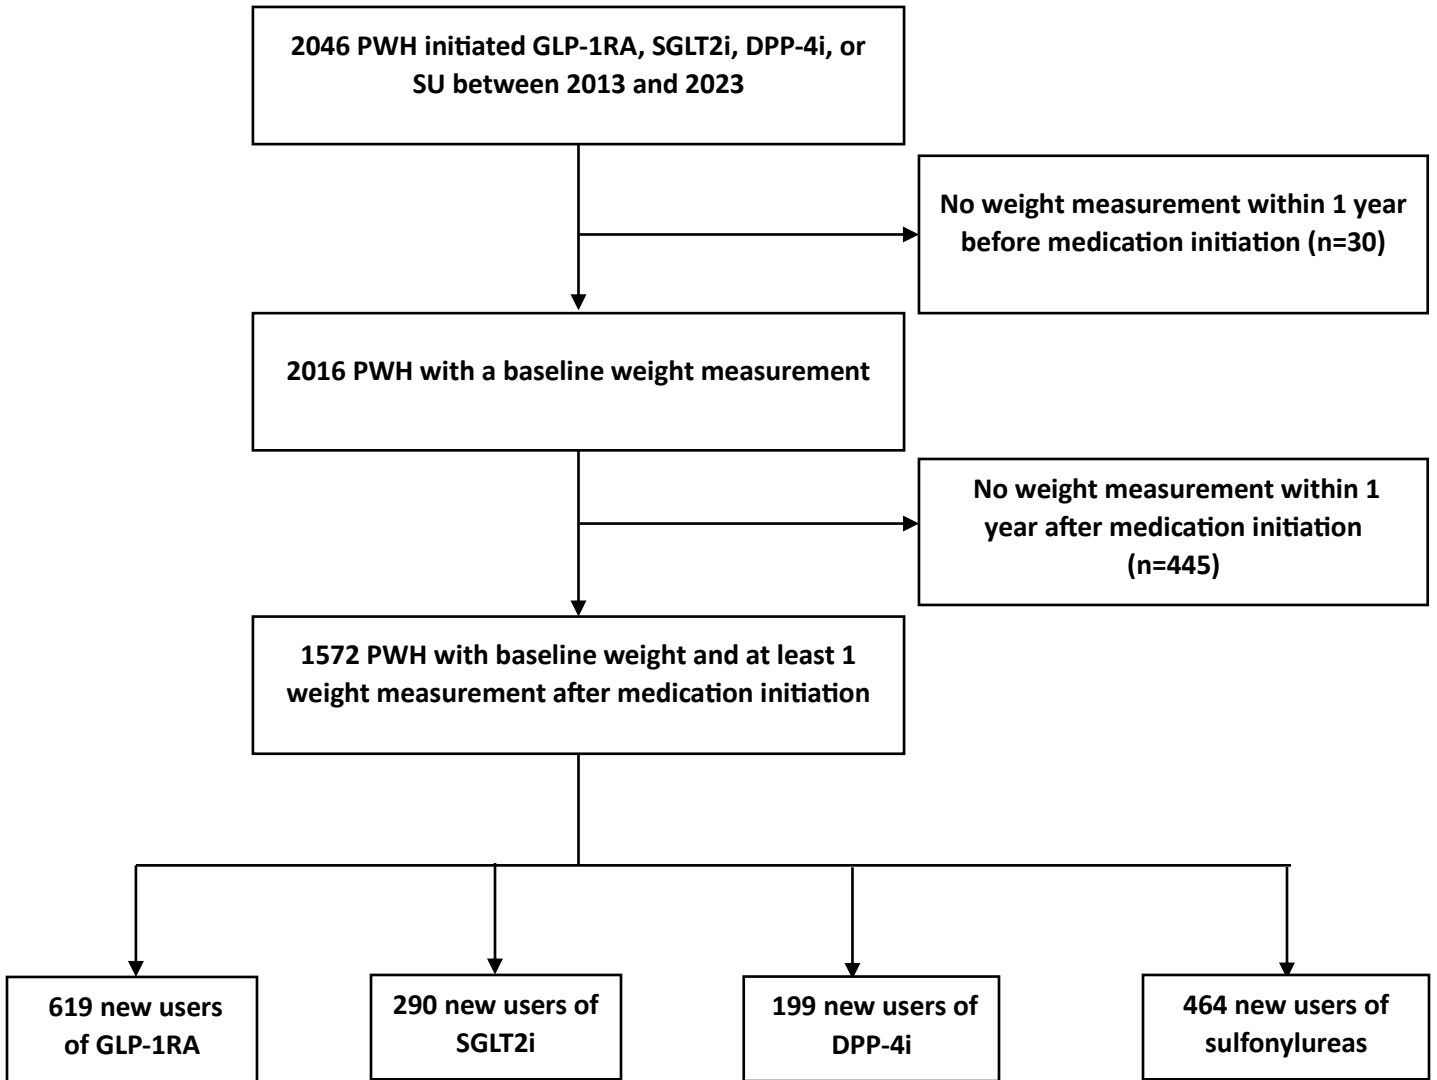 2046 PWH initiated GLP-1RA, SGLT2i, DPP-4i, or
SU between 2013 and 2023
No weight measurement within 1 year
before medication initiation (n=30)
2016 PWH with a baseline weight measurement
No weight measurement within 1
year after medication initiation
(n=445)
1572 PWH with baseline weight and at least 1
weight measurement after medication initiation
619 new users
of GLP-1RA
290 new users of
SGLT2i
199 new users of
DPP-4i
464 new users of
sulfonylureas